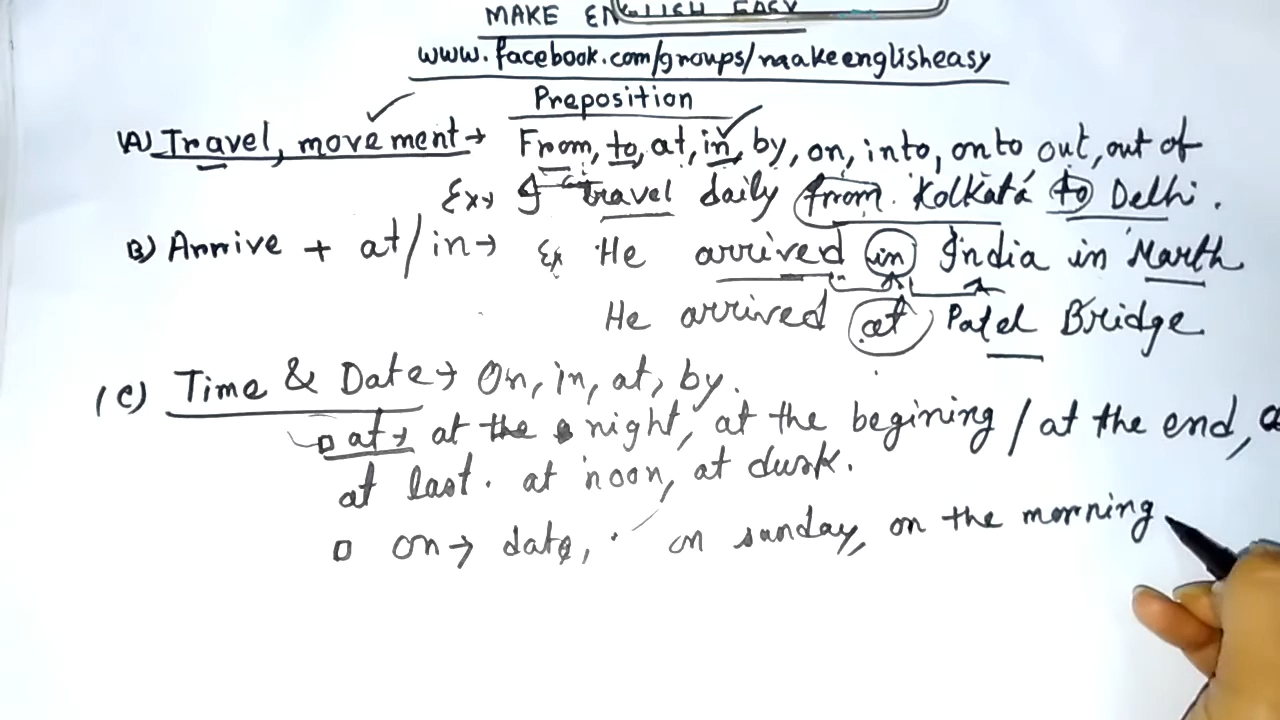 MAKE ENGLISH EASY
www.facebook.com/groups/maakeenglisheasy
Preposition
(A) Travel, movement → From, to, at, in, by, on, into, onto out, out of
Ex→ I travel daily from Kolkata to Delhi.
B) Arrive + at/in → Ex He arrived in India in Marth
He arrived at Patel Bridge
(C) Time & Date → On, in, at, by.
at → at the night, at the begining / at the end, a
at last. at noon, at dusk.
on → date, on sunday, on the morning